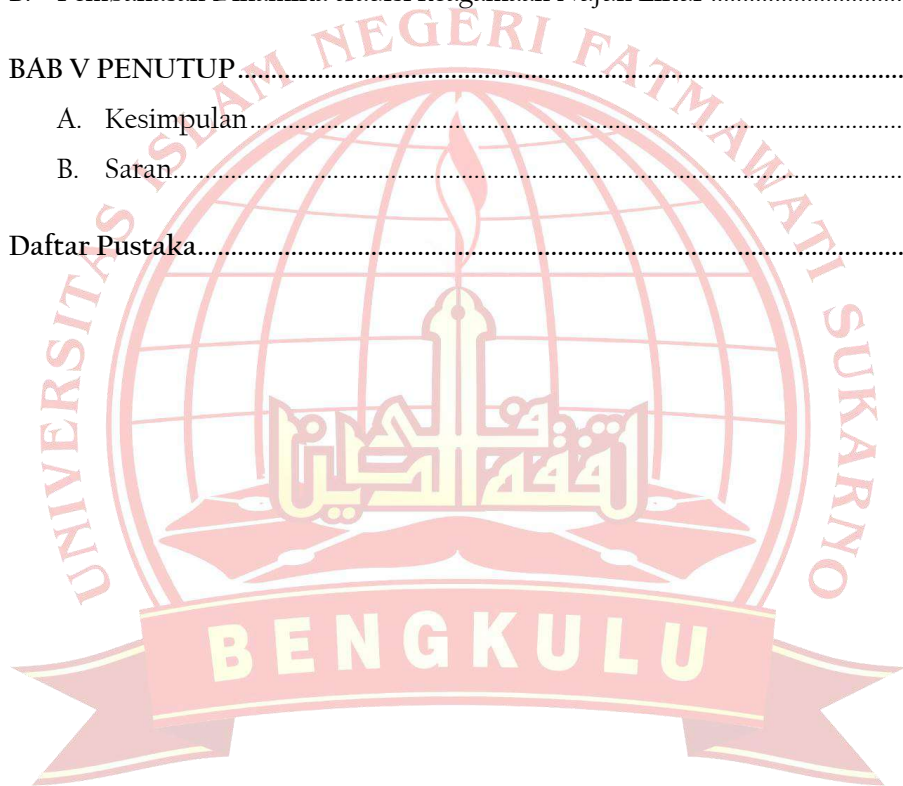 BAB V PENUTUP
A. Kesimpulan
B. Saran
Daftar Pustaka
UNIVERSITAS ISLAM NEGERI FATMAWATI SUKARNO
BENGKULU